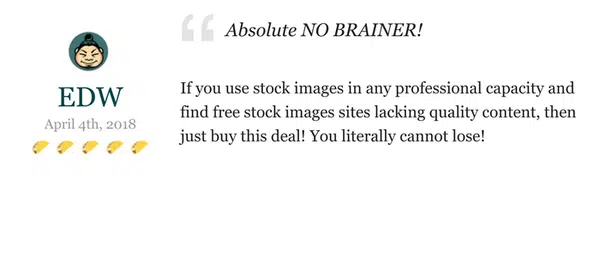 Absolute NO BRAINER!
EDW
April 4th, 2018
If you use stock images in any professional capacity and
find free stock images sites lacking quality content, then
just buy this deal! You literally cannot lose!